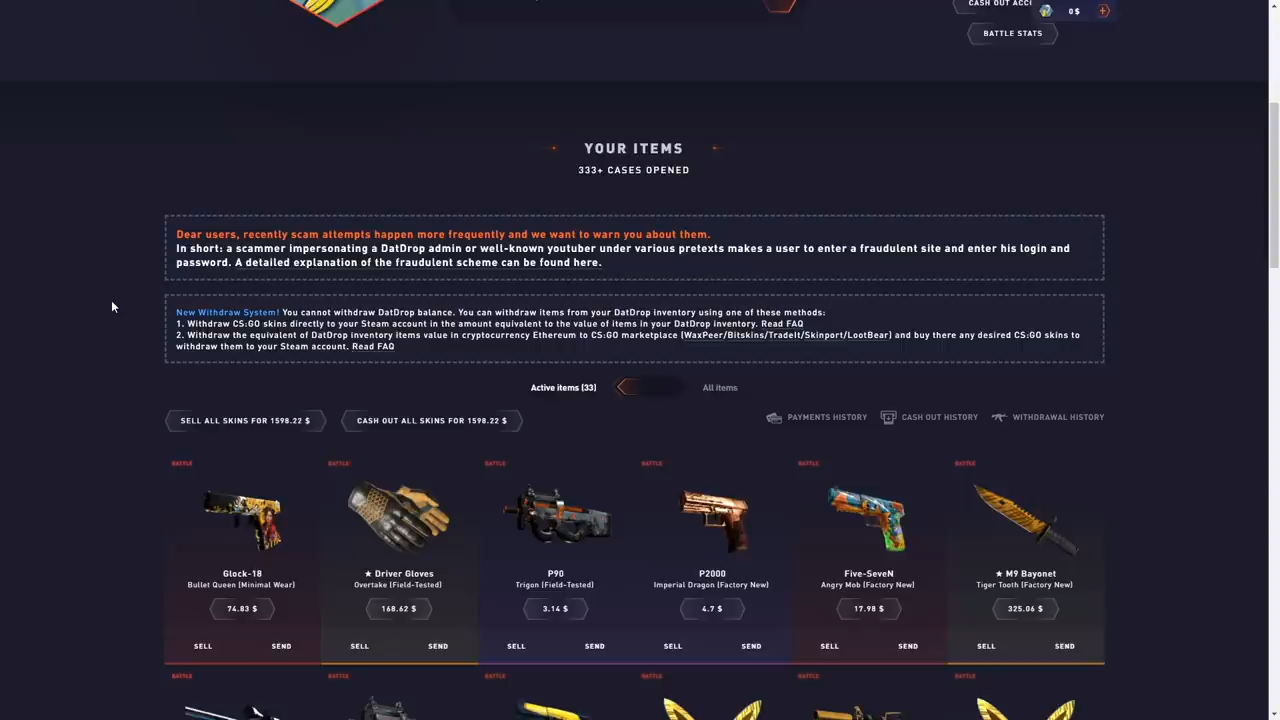 CASH OUT ACC
0 $
BATTLE STATS
YOUR ITEMS
333+ CASES OPENED
Dear users, recently scam attempts happen more frequently and we want to warn you about them.
In short: a scammer impersonating a DatDrop admin or well-known youtuber under various pretexts makes a user to enter a fraudulent site and enter his login and
password. A detailed explanation of the fraudulent scheme can be found here.
New Withdraw System! You cannot withdraw DatDrop balance. You can withdraw items from your DatDrop inventory using one of these methods:
1. Withdraw CS:GO skins directly to your Steam account in the amount equivalent to the value of items in your DatDrop inventory. Read FAQ
2. Withdraw the equivalent of DatDrop inventory items value in cryptocurrency Ethereum to CS:GO marketplace (WaxPeer/Bitskins/TradeIt/Skinport/LootBear) and buy there any desired CS:GO skins to
withdraw them to your Steam account. Read FAQ
Active items (33) All items
SELL ALL SKINS FOR 1598.22 $ CASH OUT ALL SKINS FOR 1598.22 $ PAYMENTS HISTORY CASH OUT HISTORY WITHDRAWAL HISTORY
BATTLE BATTLE BATTLE BATTLE BATTLE BATTLE
Glock-18 ★ Driver Gloves P90 P2000 Five-SeveN ★ M9 Bayonet
Bullet Queen (Minimal Wear) Overtake (Field-Tested) Trigon (Field-Tested) Imperial Dragon (Factory New) Angry Mob (Factory New) Tiger Tooth (Factory New)
74.83 $ 168.62 $ 3.14 $ 4.7 $ 17.98 $ 325.06 $
SELL SEND SELL SEND SELL SEND SELL SEND SELL SEND SELL SEND
BATTLE BATTLE BATTLE BATTLE BATTLE BATTLE